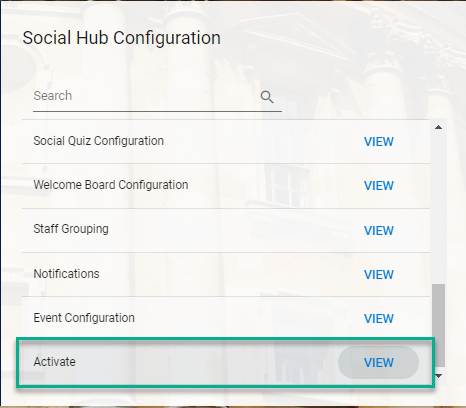 Social Hub Configuration
Search
Social Quiz Configuration VIEW
Welcome Board Configuration VIEW
Staff Grouping VIEW
Notifications VIEW
Event Configuration VIEW
Activate VIEW